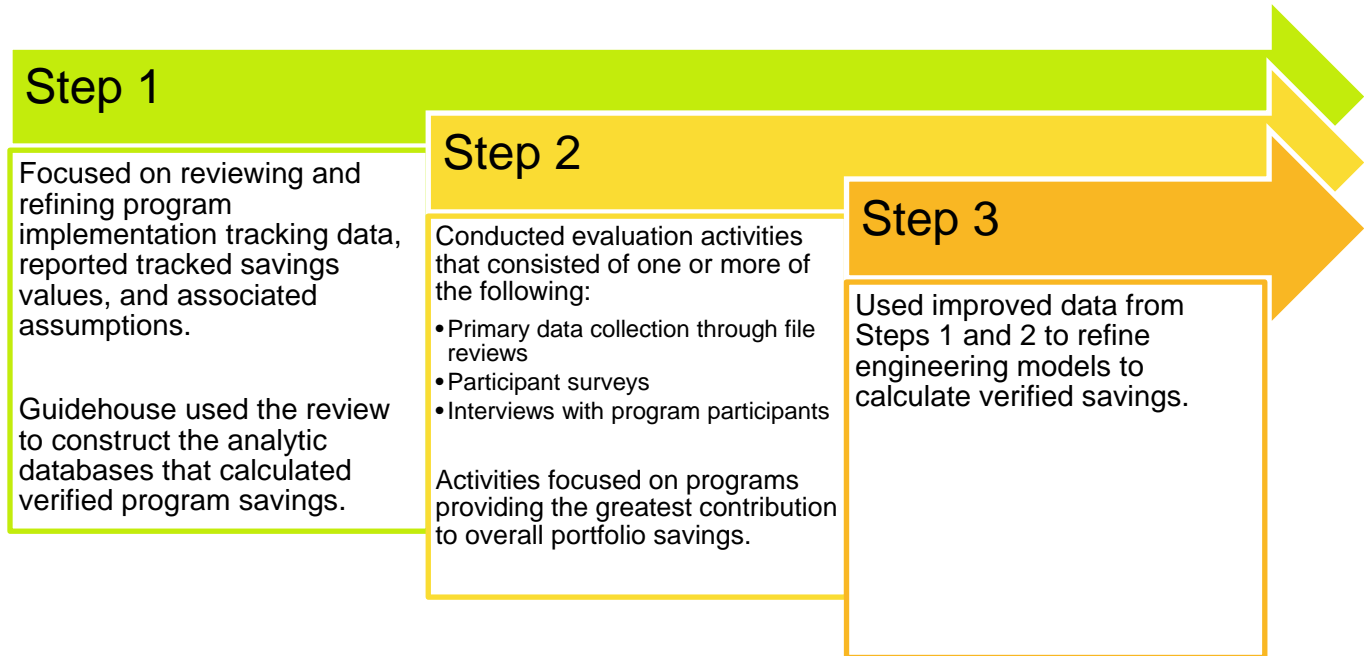 Step 1
Focused on reviewing and
refining program
implementation tracking data,
reported tracked savings
values, and associated
assumptions.
Guidehouse used the review
to construct the analytic
databases that calculated
verified program savings.
Step 2
Conducted evaluation activities
that consisted of one or more of
the following:
•Primary data collection through file
reviews
•Participant surveys
•Interviews with program participants
Activities focused on programs
providing the greatest contribution
to overall portfolio savings.
Step 3
Used improved data from
Steps 1 and 2 to refine
engineering models to
calculate verified savings.